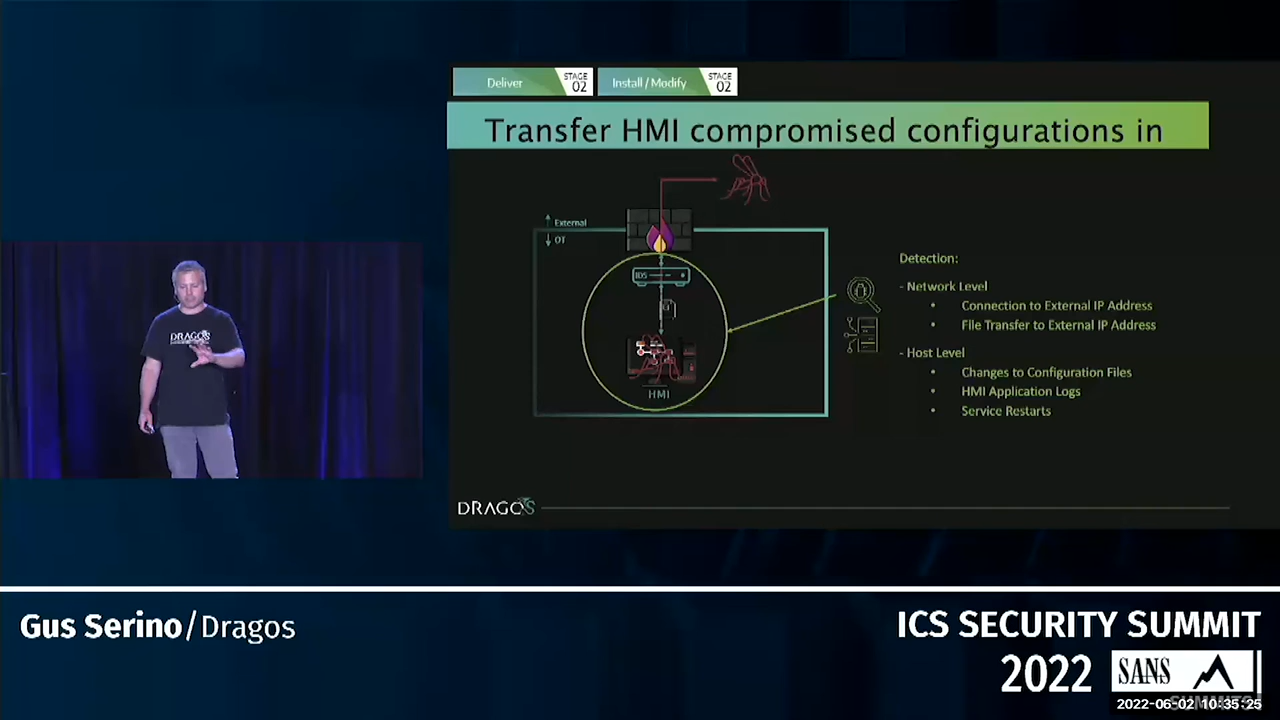 Deliver
STAGE
02
Install / Modify
STAGE
02
Transfer HMI compromised configurations in
External
OT
IDS
HMI
Detection:
- Network Level
• Connection to External IP Address
• File Transfer to External IP Address
- Host Level
• Changes to Configuration Files
• HMI Application Logs
• Service Restarts
DRAGOS
DRAGOS
Gus Serino/Dragos
ICS SECURITY SUMMIT
2022
SANS
SUMMITS
2022-06-02 10:35:25